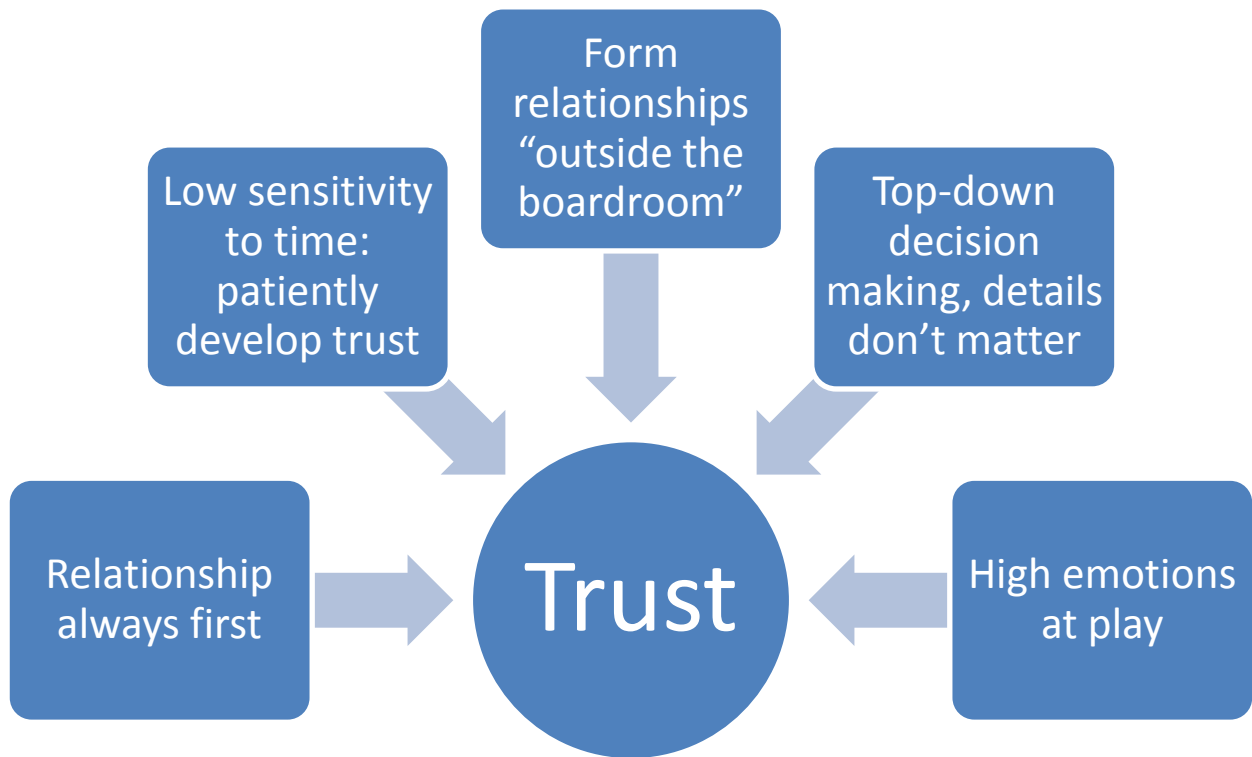 Form
relationships
“outside the
boardroom”
Low sensitivity
to time:
patiently
develop trust
Top-down
decision
making, details
don’t matter
Relationship
always first
Trust
High emotions
at play